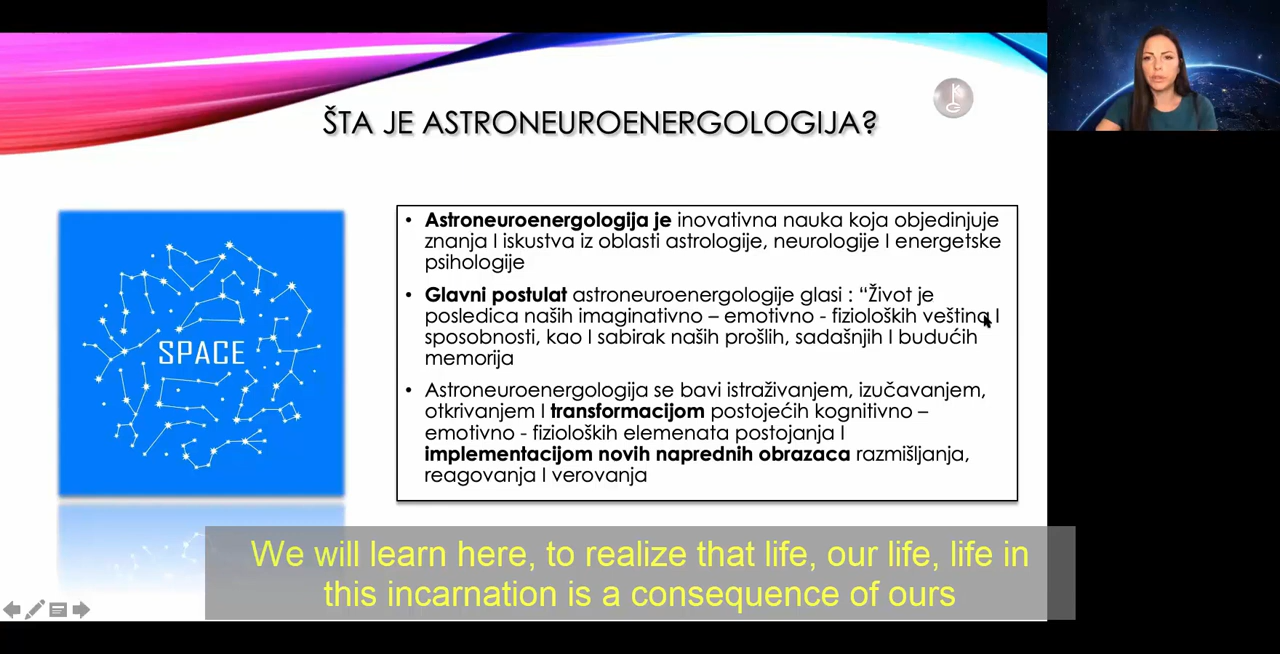 ŠTA JE ASTRONEUROENERGOLOGIJA?
SPACE
• Astroneuroenergologija je inovativna nauka koja objedinjuje
znanja I iskustva iz oblasti astrologije, neurologije I energetske
psihologije
• Glavni postulat astroneuroenergologije glasi : “Život je
posledica naših imaginativno – emotivno - fizioloških veština I
sposobnosti, kao I sabirak naših prošlih, sadašnjih I budućih
memorija
• Astroneuroenergologija se bavi istraživanjem, izučavanjem,
otkrivanjem I transformacijom postojećih kognitivno –
emotivno - fizioloških elemenata postojanja I
implementacijom novih naprednih obrazaca razmišljanja,
reagovanja I verovanja
We will learn here, to realize that life, our life, life in
this incarnation is a consequence of ours